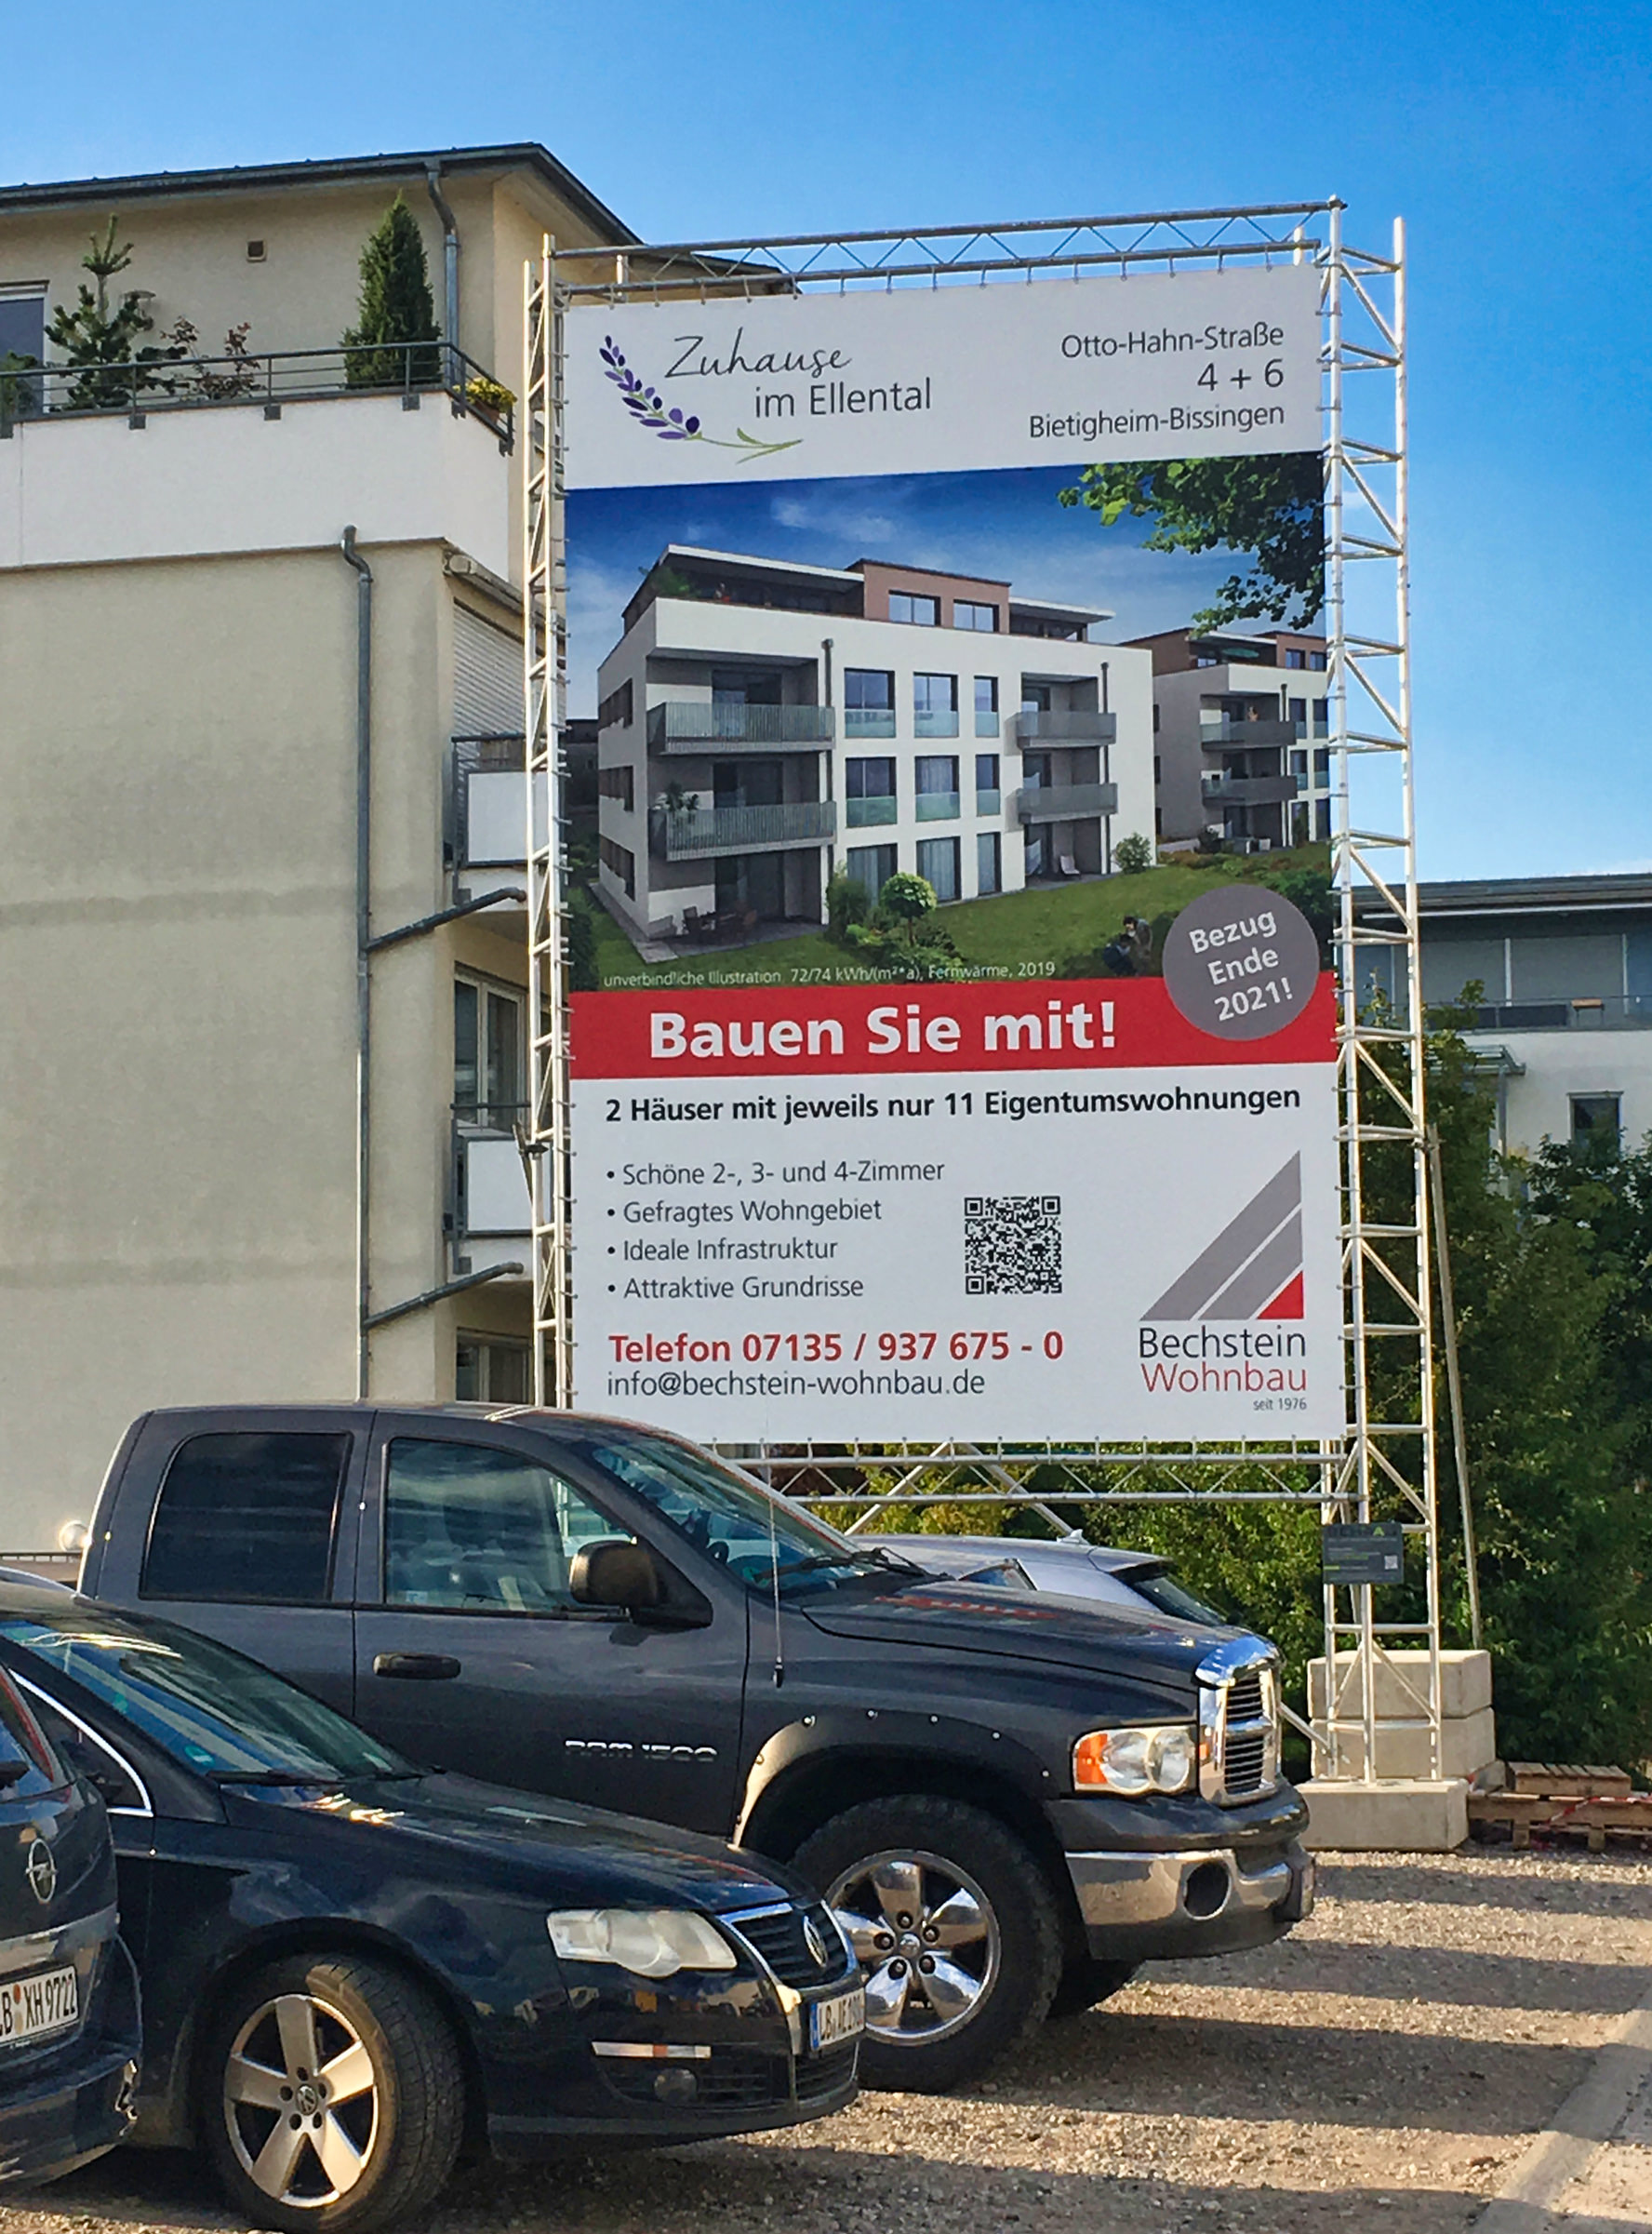 Zuhause
im Ellental
Otto-Hahn-Straße
4 + 6
Bietigheim-Bissingen
unverbindliche Illustration, 72/74 kWh/(m²*a), Fernwärme, 2019
Bezug
Ende
2021!
Bauen Sie mit!
2 Häuser mit jeweils nur 11 Eigentumswohnungen
• Schöne 2-, 3- und 4-Zimmer
• Gefragtes Wohngebiet
• Ideale Infrastruktur
• Attraktive Grundrisse
Telefon 07135 / 937 675 - 0
info@bechstein-wohnbau.de
Bechstein
Wohnbau
seit 1976
RAM 1500
B XH 9722